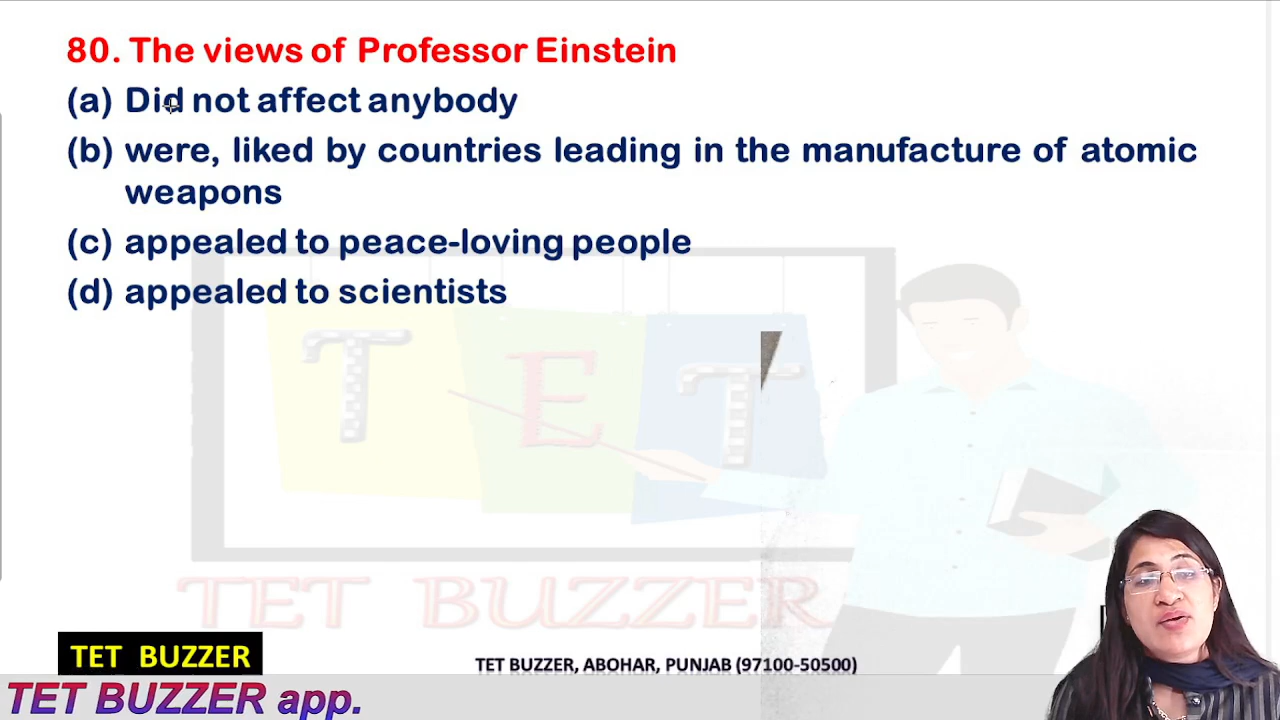 80. The views of Professor Einstein
(a) Did not affect anybody
(b) were, liked by countries leading in the manufacture of atomic
weapons
(c) appealed to peace-loving people
(d) appealed to scientists
T E T
TET BUZZER
TET BUZZER
TET BUZZER, ABOHAR, PUNJAB (97100-50500)
TET BUZZER app.